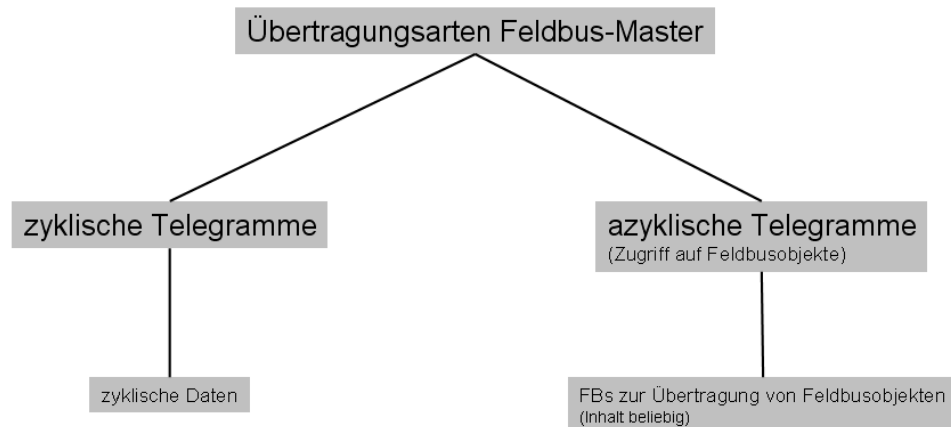 Übertragungsarten Feldbus-Master
zyklische Telegramme
azyklische Telegramme
(Zugriff auf Feldbusobjekte)
zyklische Daten
FBs zur Übertragung von Feldbusobjekten
(Inhalt beliebig)